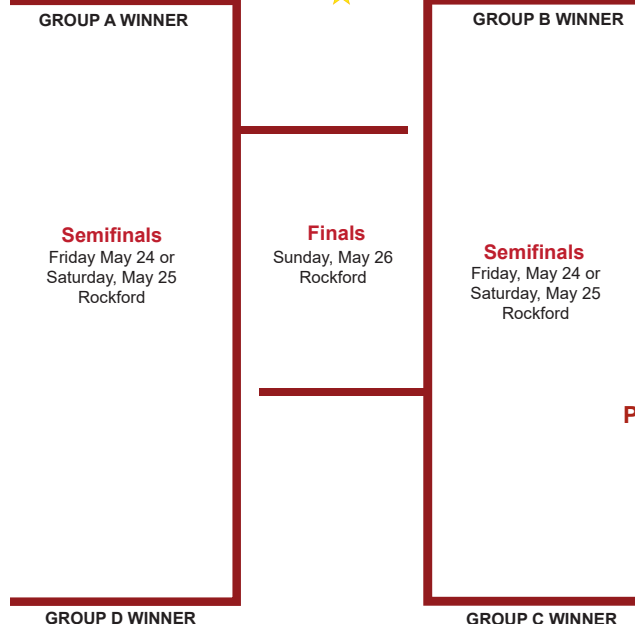 GROUP A WINNER
GROUP B WINNER
Semifinals
Friday May 24 or
Saturday, May 25
Rockford
Finals
Sunday, May 26
Rockford
Semifinals
Friday, May 24 or
Saturday, May 25
Rockford
P
GROUP D WINNER
GROUP C WINNER